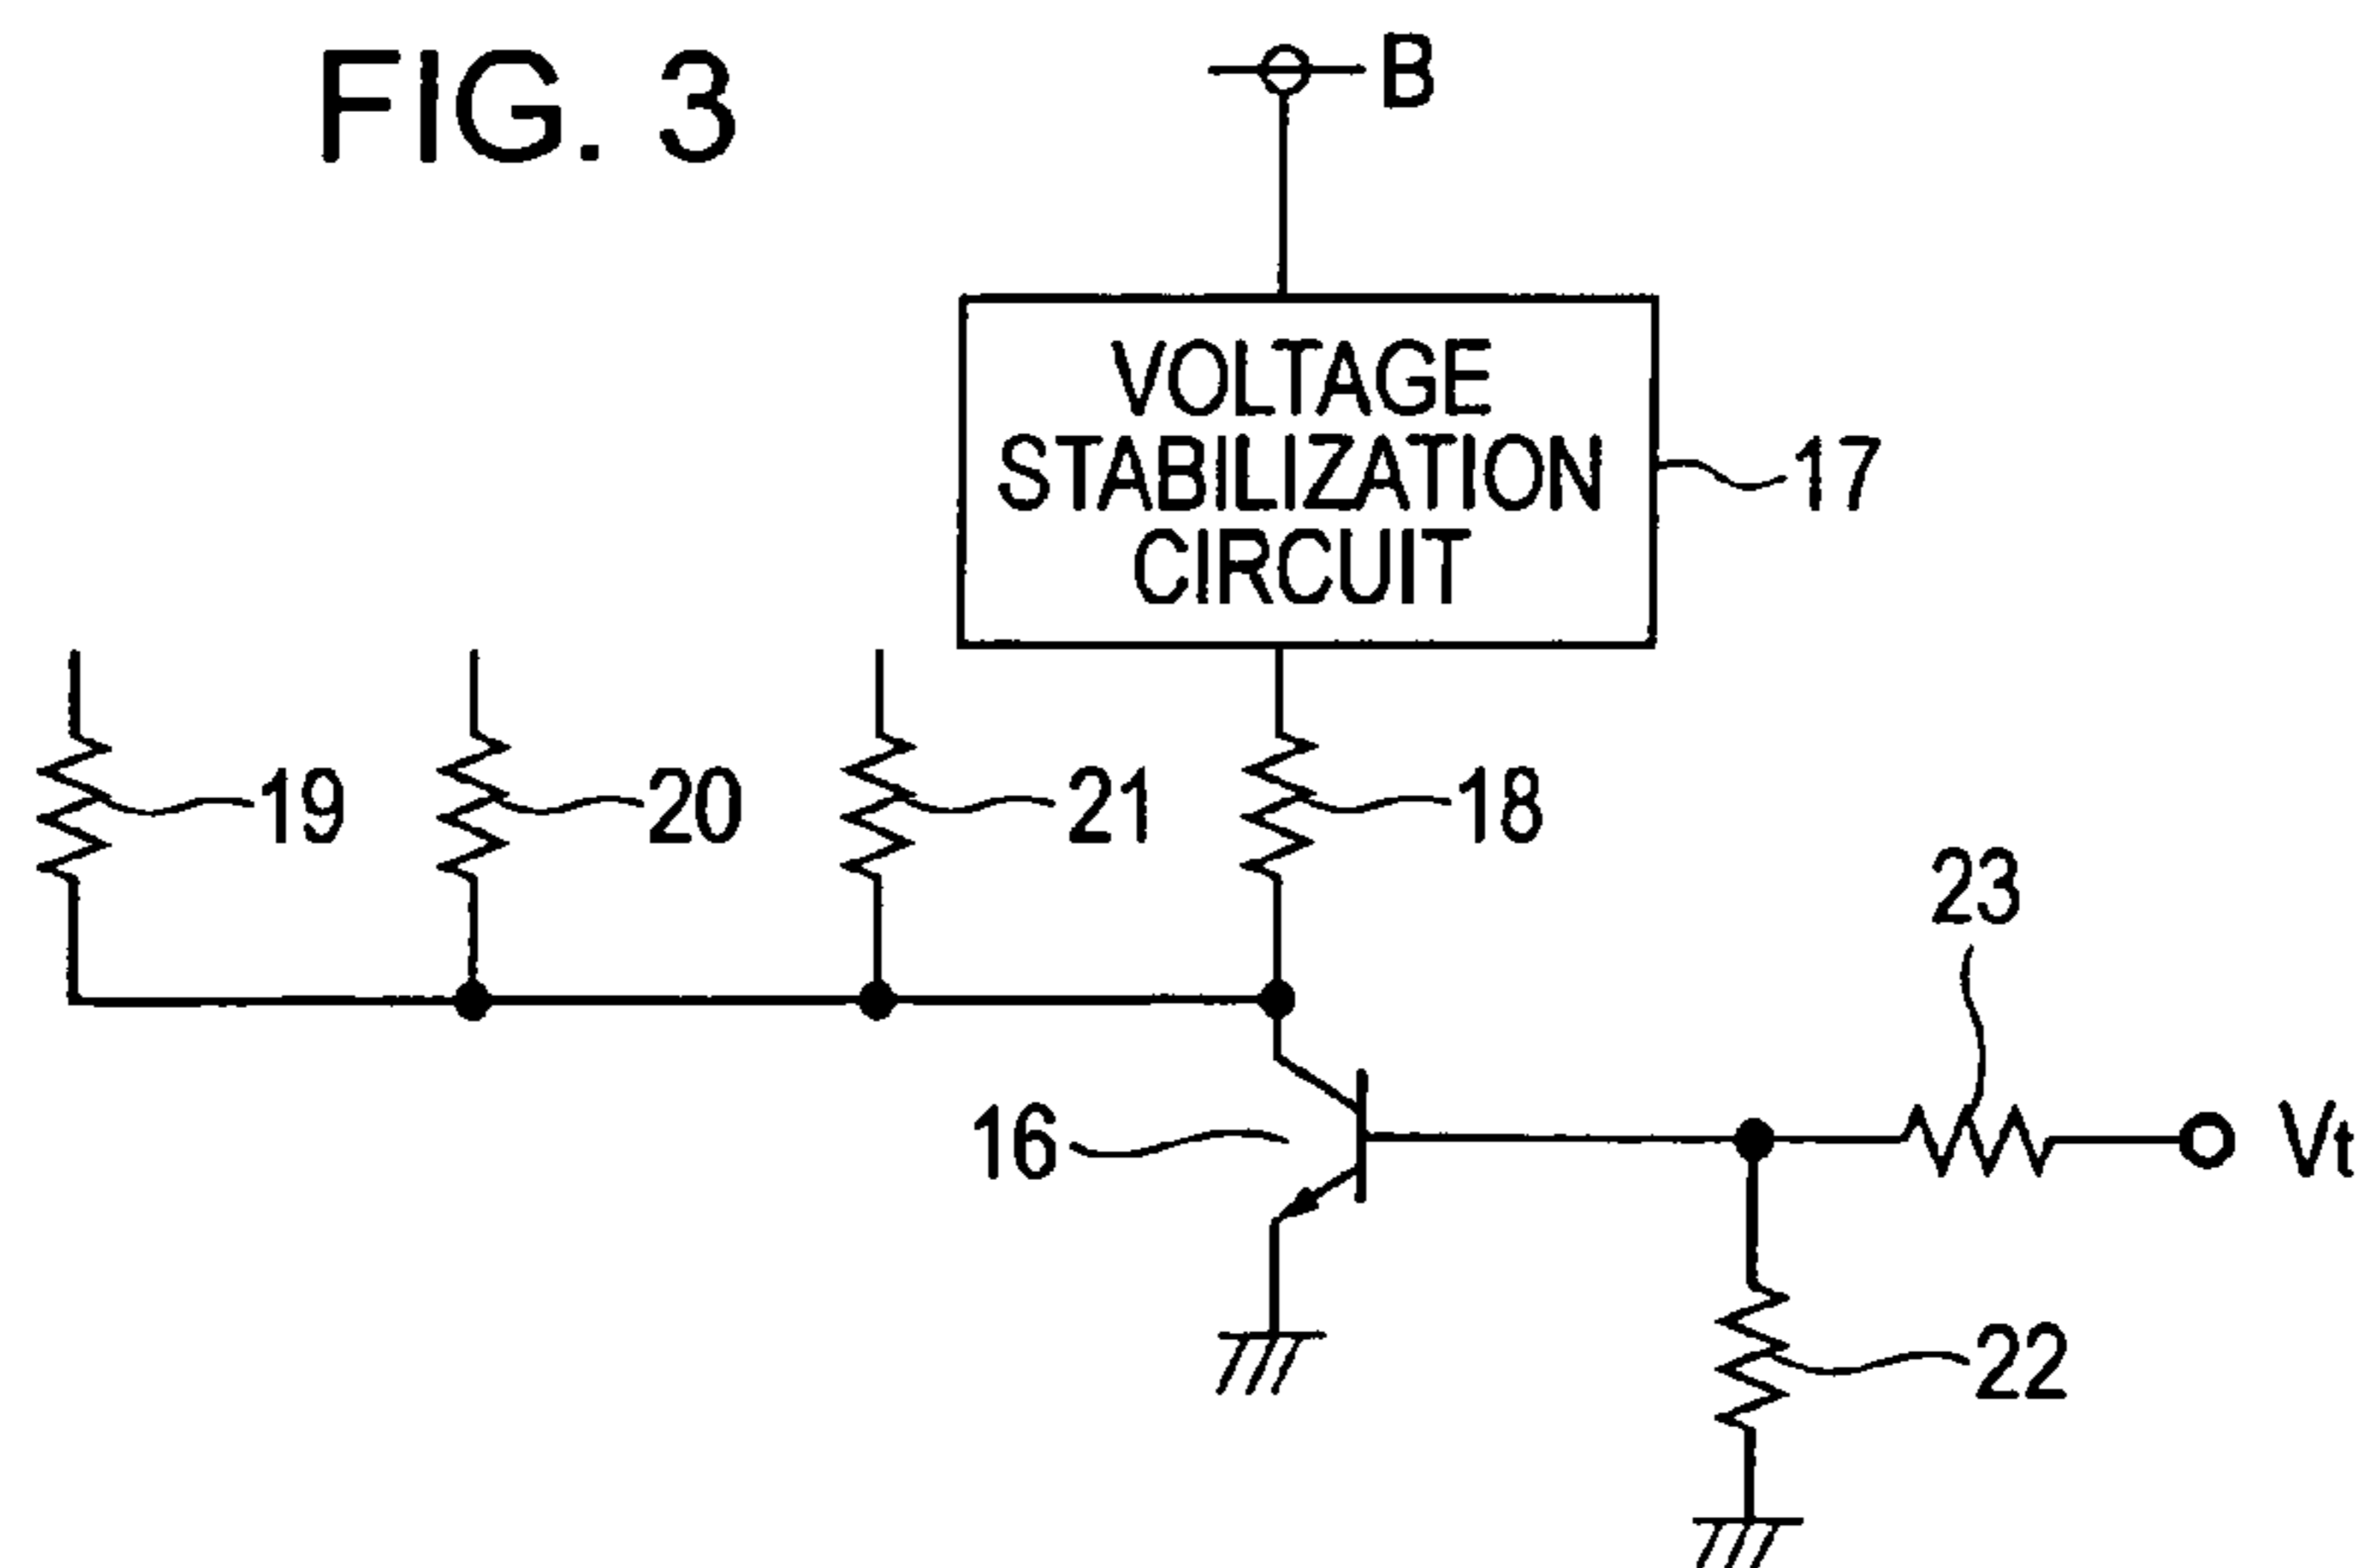 FIG. 3
B
VOLTAGE
STABILIZATION
CIRCUIT
17
19
20
21
18
23
16
Vt
22